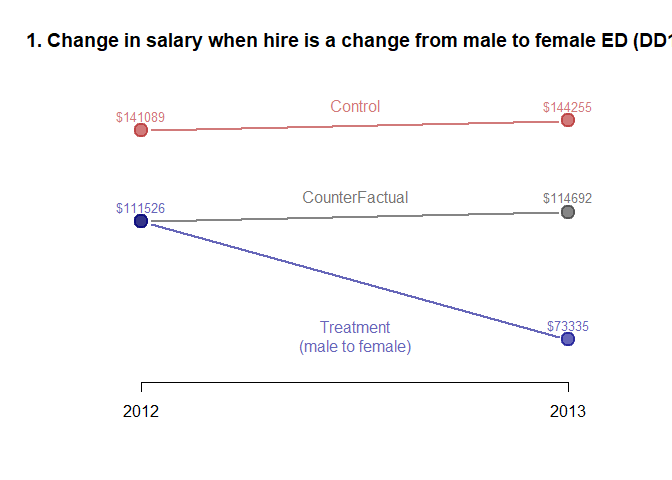 1. Change in salary when hire is a change from male to female ED (DD1
Control
$141089
$144255
CounterFactual
$111526
$114692
Treatment
(male to female)
$73335
2012
2013